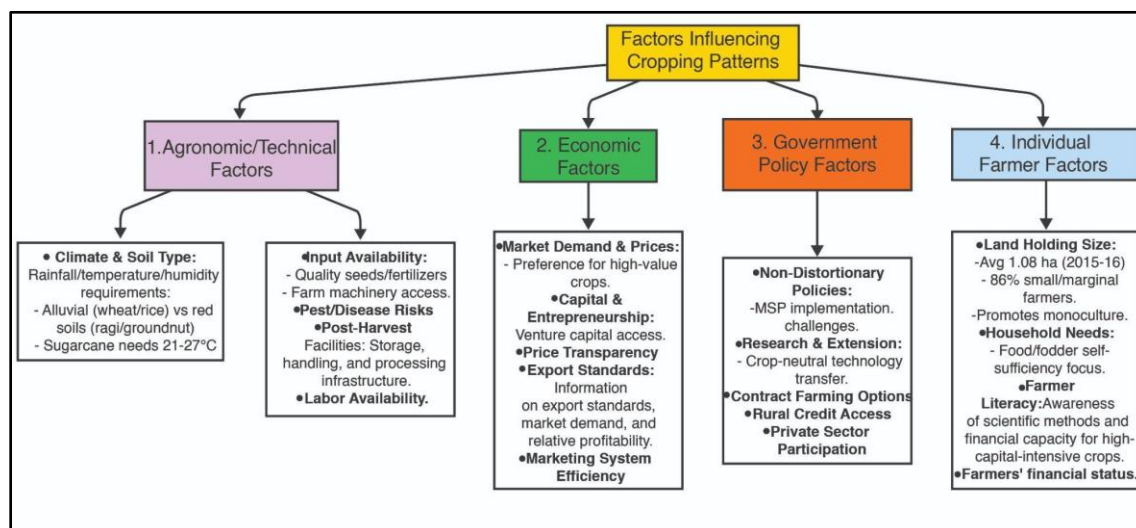 Factors Influencing
Cropping Patterns
1.Agronomic/Technical
Factors
2. Economic
Factors
3. Government
Policy Factors
4. Individual
Farmer Factors
• Climate & Soil Type:
Rainfall/temperature/humidity
requirements:
- Alluvial (wheat/rice) vs red
soils (ragi/groundnut)
- Sugarcane needs 21-27°C
•Input Availability:
- Quality seeds/fertilizers
- Farm machinery access.
•Pest/Disease Risks
•Post-Harvest
Facilities: Storage,
handling, and processing
infrastructure.
•Labor Availability.
•Market Demand & Prices:
- Preference for high-value
crops.
•Capital &
Entrepreneurship:
Venture capital access.
•Price Transparency
•Export Standards:
Information
on export standards,
market demand, and
relative profitability.
•Marketing System
Efficiency
•Non-Distortionary
Policies:
-MSP implementation.
challenges.
•Research & Extension:
- Crop-neutral technology
transfer.
•Contract Farming Options
•Rural Credit Access
•Private Sector
Participation
•Land Holding Size:
-Avg 1.08 ha (2015-16)
- 86% small/marginal
farmers.
-Promotes monoculture.
•Household Needs:
- Food/fodder self-
sufficiency focus.
•Farmer
Literacy:Awareness
of scientific methods and
financial capacity for high-
capital-intensive crops.
•Farmers' financial status.